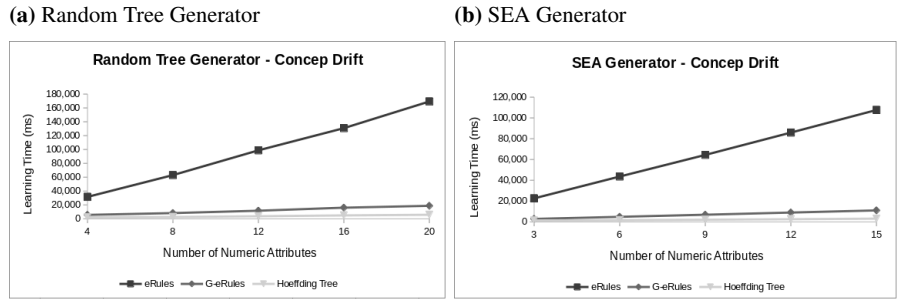 (a) Random Tree Generator
Random Tree Generator - Concep Drift
180,000
160,000
140,000
120,000
100,000
80,000
60,000
40,000
20,000
0
Learning Time (ms)
4 8 12 16 20
Number of Numeric Attributes
eRules G-eRules Hoeffding Tree
(b) SEA Generator
SEA Generator - Concep Drift
120,000
100,000
80,000
60,000
40,000
20,000
0
Learning Time (ms)
3 6 9 12 15
Number of Numeric Attributes
eRules G-eRules Hoeffding Tree